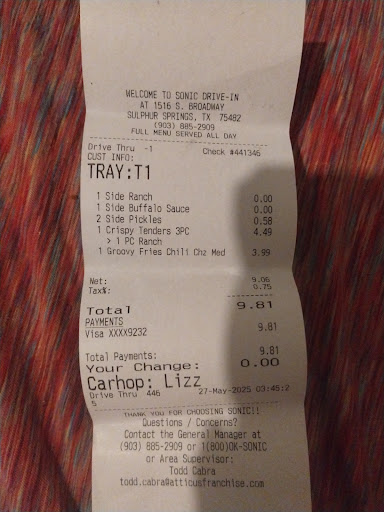 WELCOME TO SONIC DRIVE-IN
AT 1516 S. BROADWAY
SULPHUR SPRINGS, TX 75482
(903) 885-2909
FULL MENU SERVED ALL DAY
Drive Thru -1 Check #441346
CUST INFO:
TRAY:T1
1 Side Ranch 0.00
1 Side Buffalo Sauce 0.00
2 Side Pickles 0.58
1 Crispy Tenders 3PC 4.49
> 1 PC Ranch
1 Groovy Fries Chili Chz Med 3.99
Net: 9.06
Tax%: 0.75
Total 9.81
PAYMENTS
Visa XXXX9232 9.81
Total Payments: 9.81
Your Change: 0.00
Carhop: Lizz
Drive Thru 446 27-May-2025 03:45:2
5
THANK YOU FOR CHOOSING SONIC!!
Questions / Concerns?
Contact the General Manager at
(903) 885-2909 or 1(800)OK-SONIC
or Area Supervisor:
Todd Cabra
todd.cabra@atticusfranchise.com